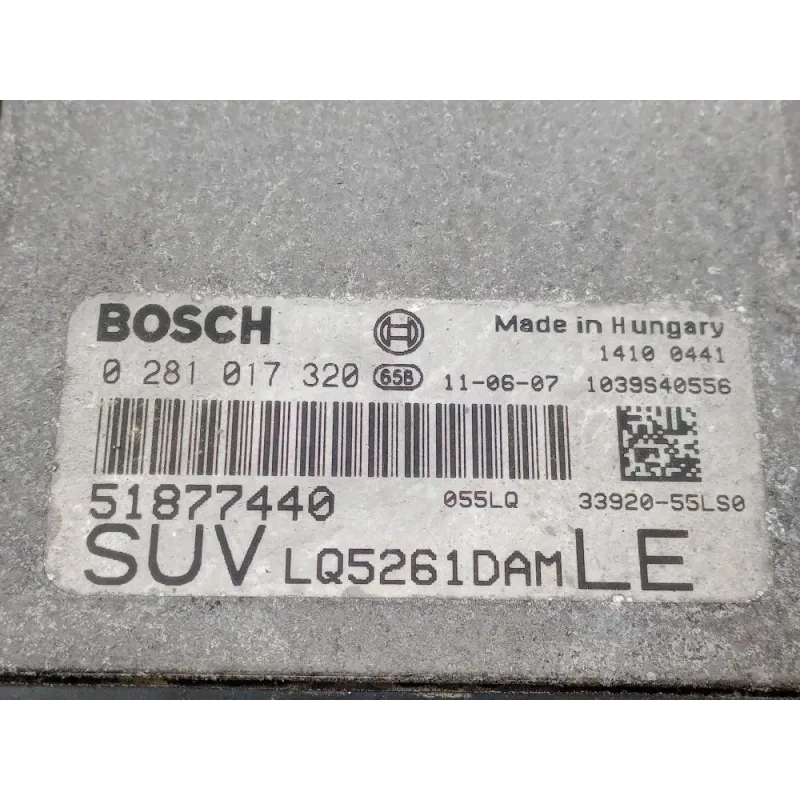 BOSCH Made in Hungary
1410 0441
0 281 017 320 65B 11-06-07 1039S40556
51877440 055LQ 33920-55LS0
SUV LQ5261DAM LE